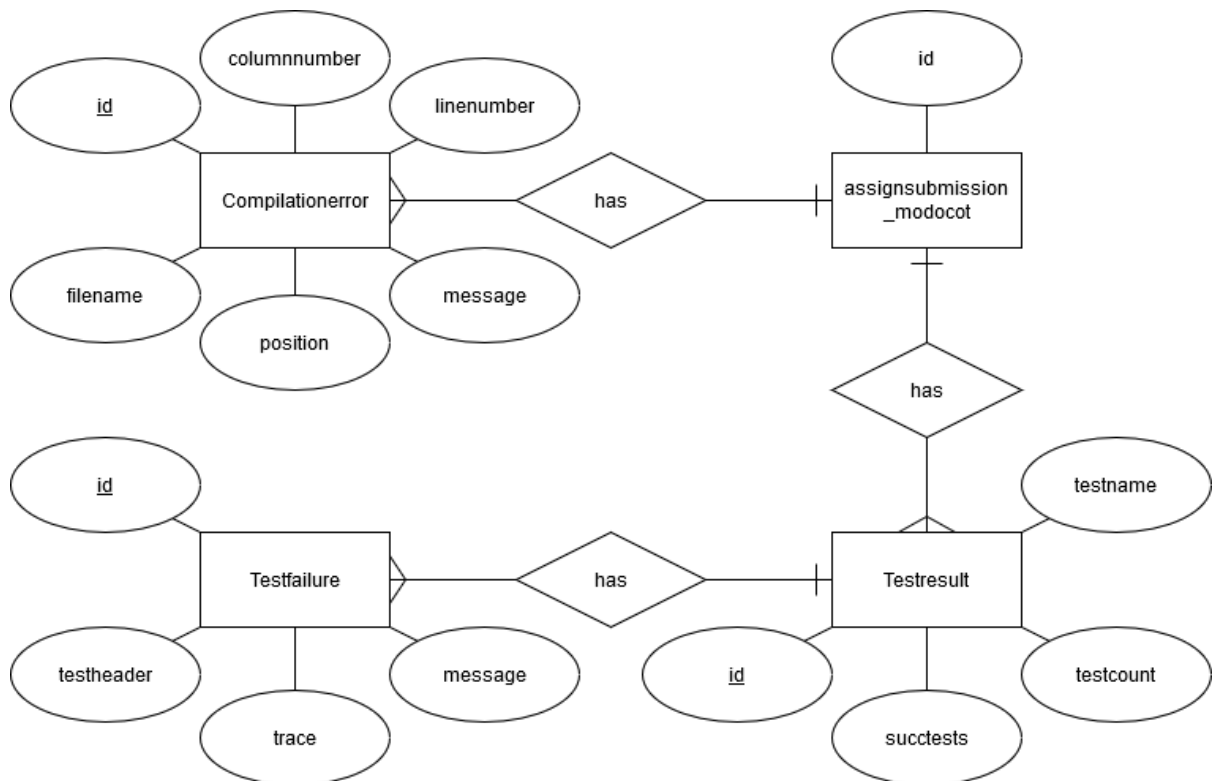 columnnumber
id
id
linenumber
Compilationerror
has
assignsubmission
_modocot
filename
message
position
has
id
testname
Testfailure
has
Testresult
testheader
message
id
testcount
trace
succtests